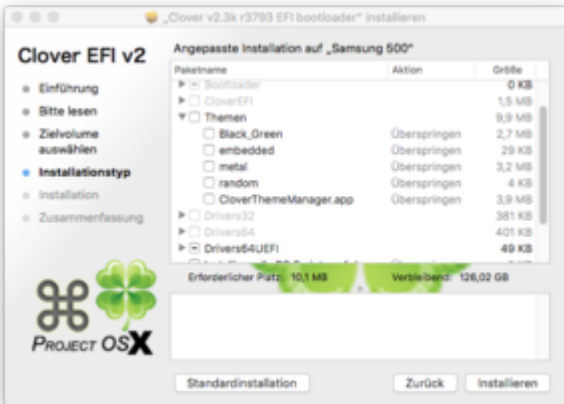 „Clover v2.3k r3793 EFI bootloader“ installieren
Clover EFI v2
Angepasste Installation auf „Samsung 500“
Paketname Aktion Größe
Bootloader 0 KB
CloverEFI 1,5 MB
Themen 9,9 MB
Black_Green Überspringen 2,7 MB
embedded Überspringen 29 KB
metal Überspringen 3,2 MB
random Überspringen 4 KB
CloverThemeManager.app Überspringen 3,9 MB
Drivers32 381 KB
Drivers64 401 KB
Drivers64UEFI 49 KB
Erforderlicher Platz: 10,1 MB Verbleibend: 126,02 GB
Einführung
Bitte lesen
Zielvolume
auswählen
Installationstyp
Installation
Zusammenfassung
PROJECT OSX
Standardinstallation Zurück Installieren